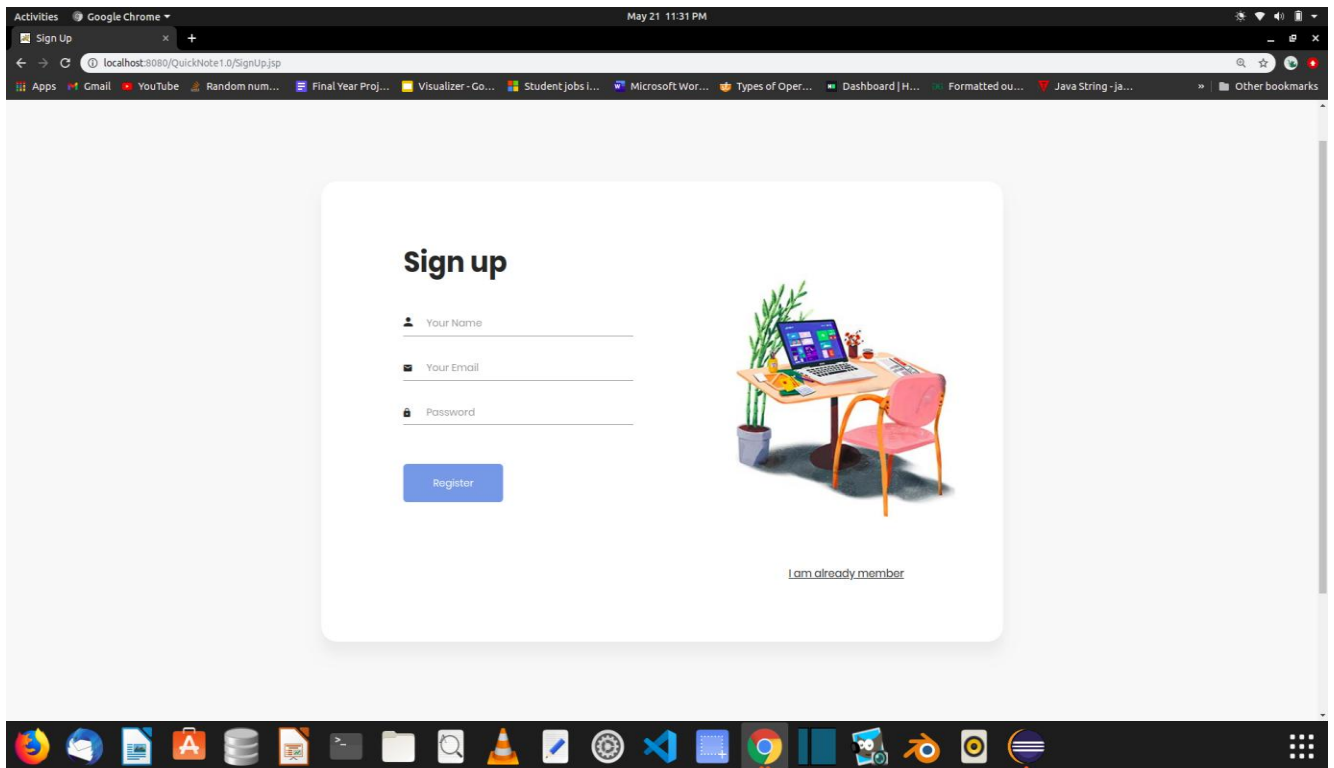 Activities Google Chrome May 21 11:31 PM
Sign Up
localhost:8080/QuickNote1.0/SignUp.jsp
Apps Gmail YouTube Random num... Final Year Proj... Visualizer - Go... Student jobs i... Microsoft Wor... Types of Oper... Dashboard | H... Formatted ou... Java String - ja... » Other bookmarks
Sign up
Your Name
Your Email
Password
Register
I am already member